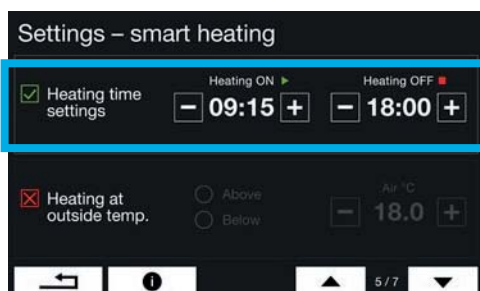 Settings – smart heating
Heating time
settings
Heating ON
Heating OFF
− 09:15 +
− 18:00 +
Heating at
outside temp.
Above
Below
Air °C
− 18.0 +
i
5/7